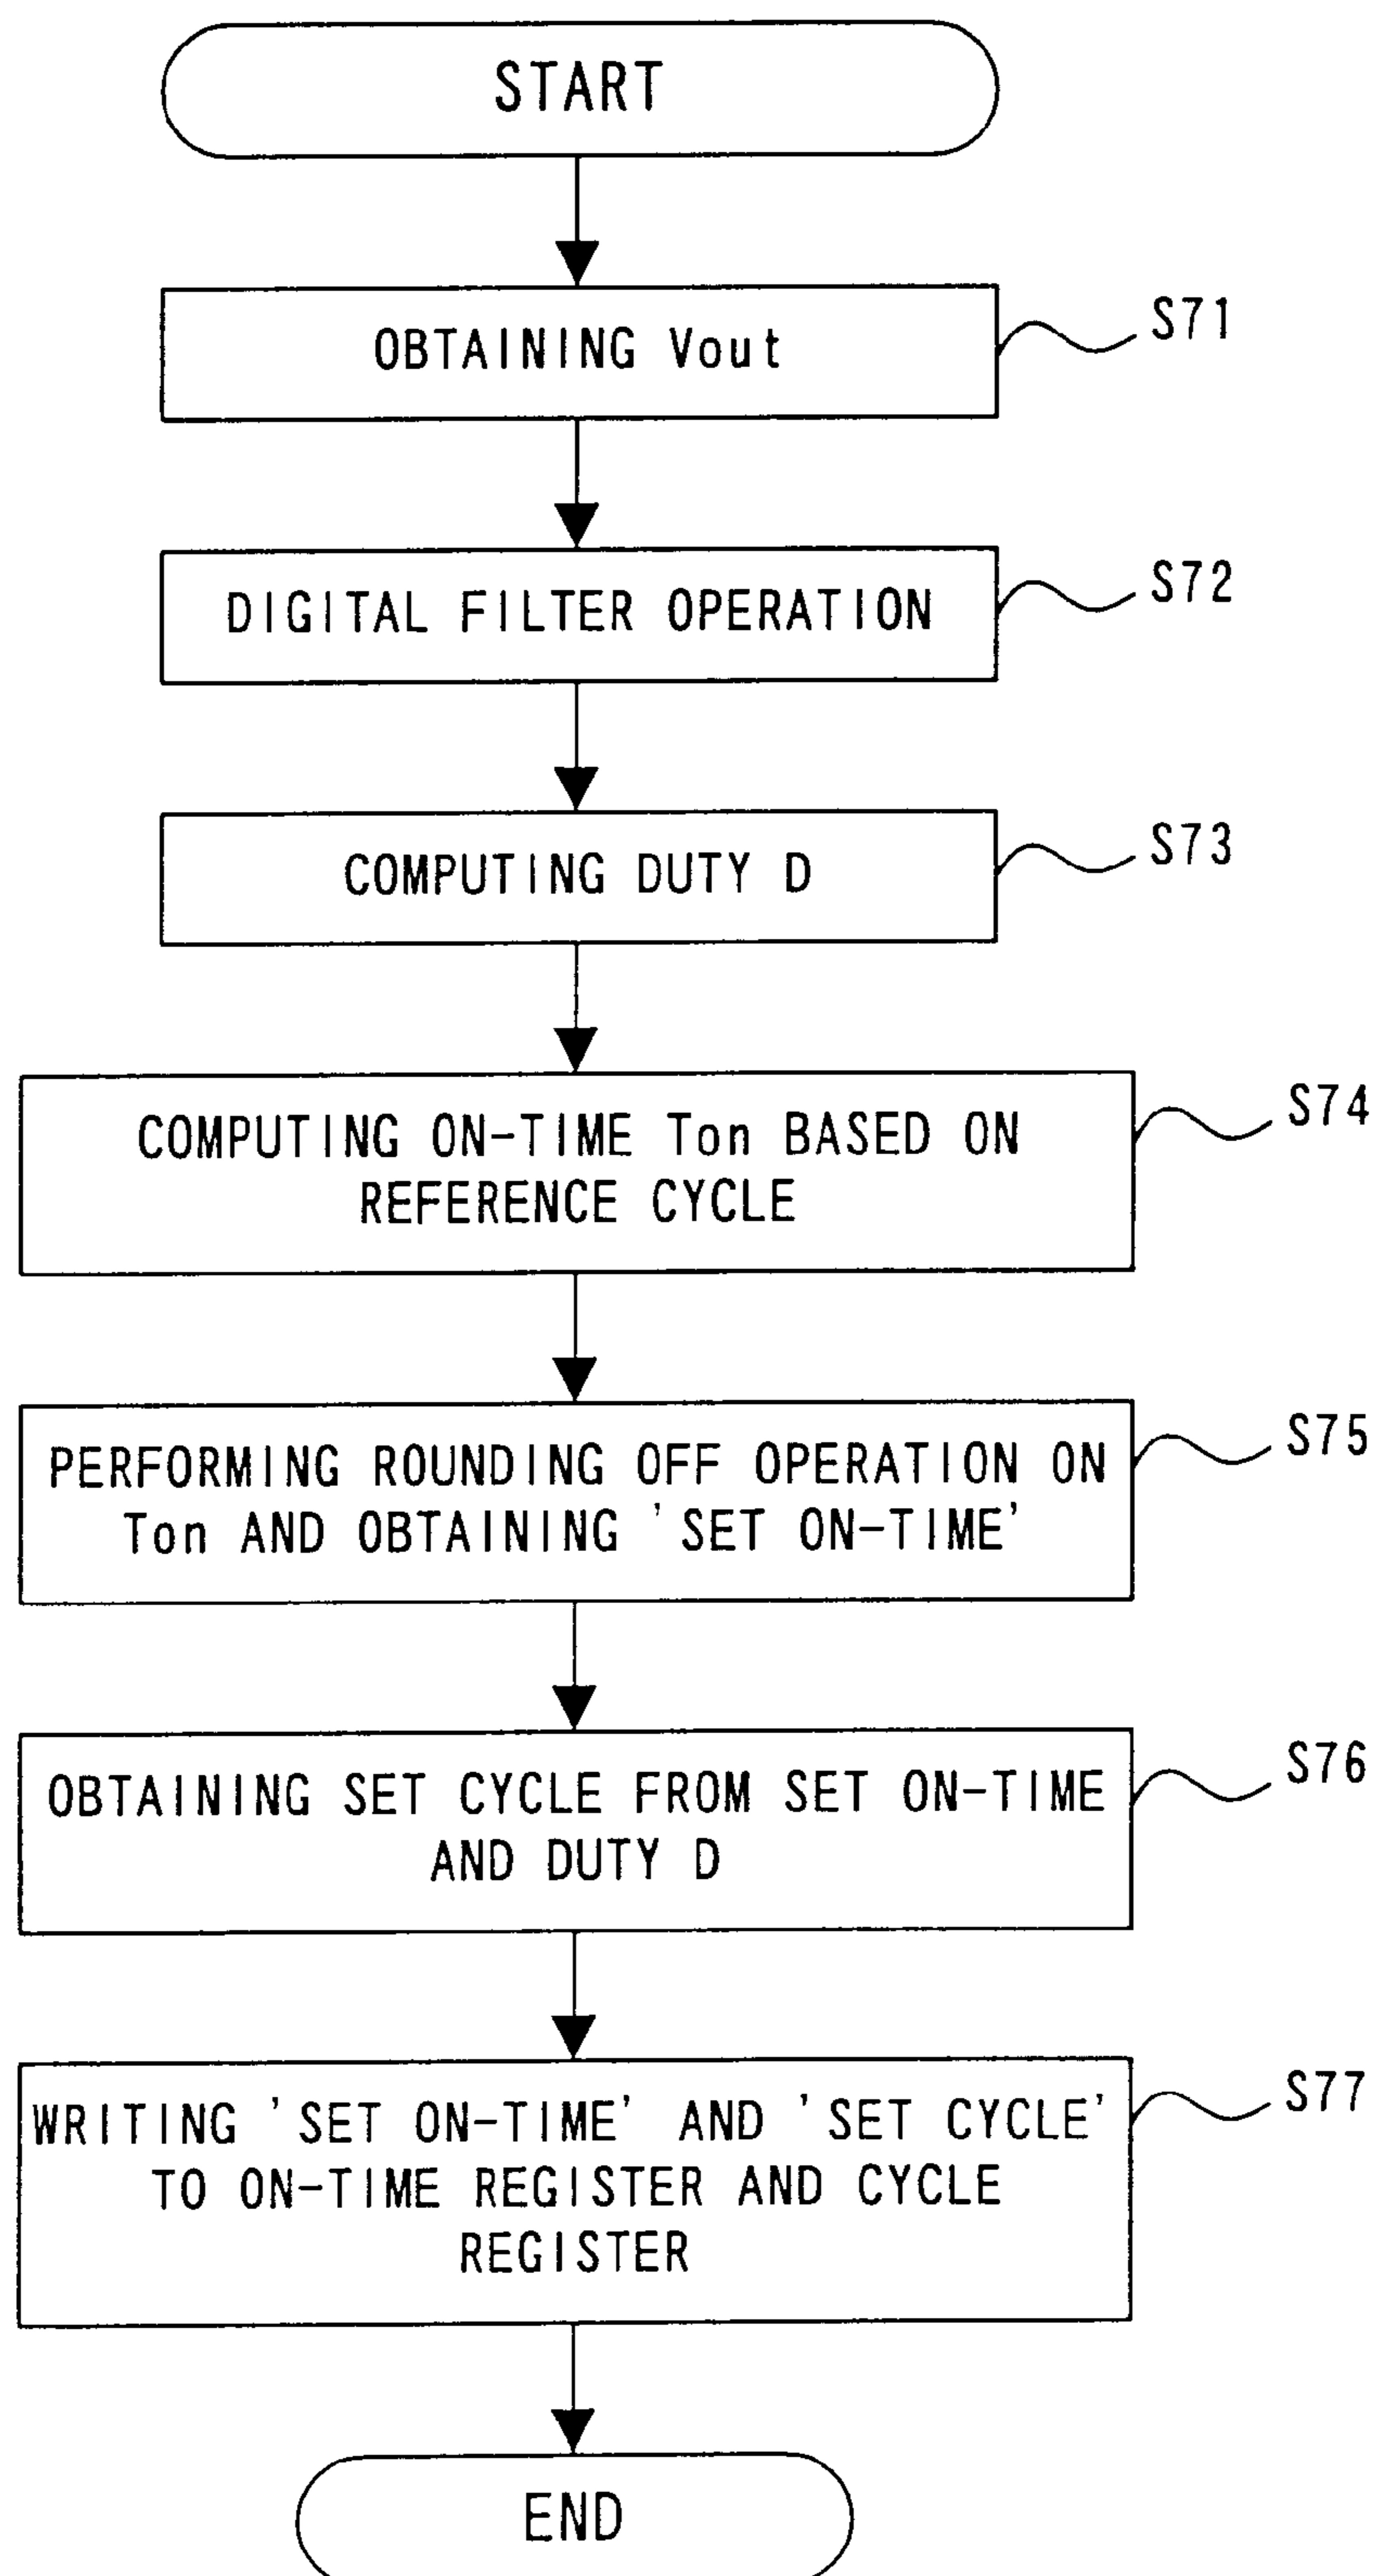 START
OBTAINING Vout
S71
DIGITAL FILTER OPERATION
S72
COMPUTING DUTY D
S73
COMPUTING ON-TIME Ton BASED ON
REFERENCE CYCLE
S74
PERFORMING ROUNDING OFF OPERATION ON
Ton AND OBTAINING 'SET ON-TIME'
S75
OBTAINING SET CYCLE FROM SET ON-TIME
AND DUTY D
S76
WRITING 'SET ON-TIME' AND 'SET CYCLE'
TO ON-TIME REGISTER AND CYCLE
REGISTER
S77
END